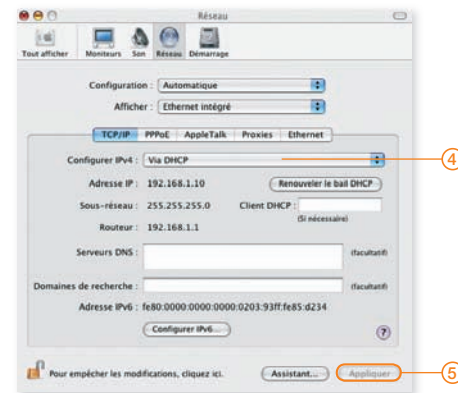 Réseau
Tout afficher Moniteurs Son Réseau Démarrage
Configuration : Automatique
Afficher : Ethernet intégré
TCP/IP PPPoE AppleTalk Proxies Ethernet
Configurer IPv4 : Via DHCP
4
Adresse IP : 192.168.1.10 Renouveler le bail DHCP
Sous-réseau : 255.255.255.0 Client DHCP :
(Si nécessaire)
Routeur : 192.168.1.1
Serveurs DNS : (facultatif)
Domaines de recherche : (facultatif)
Adresse IPv6 : fe80:0000:0000:0000:0203:93ff:fe85:d234
Configurer IPv6... ?
Pour empêcher les modifications, cliquez ici. Assistant... Appliquer
5